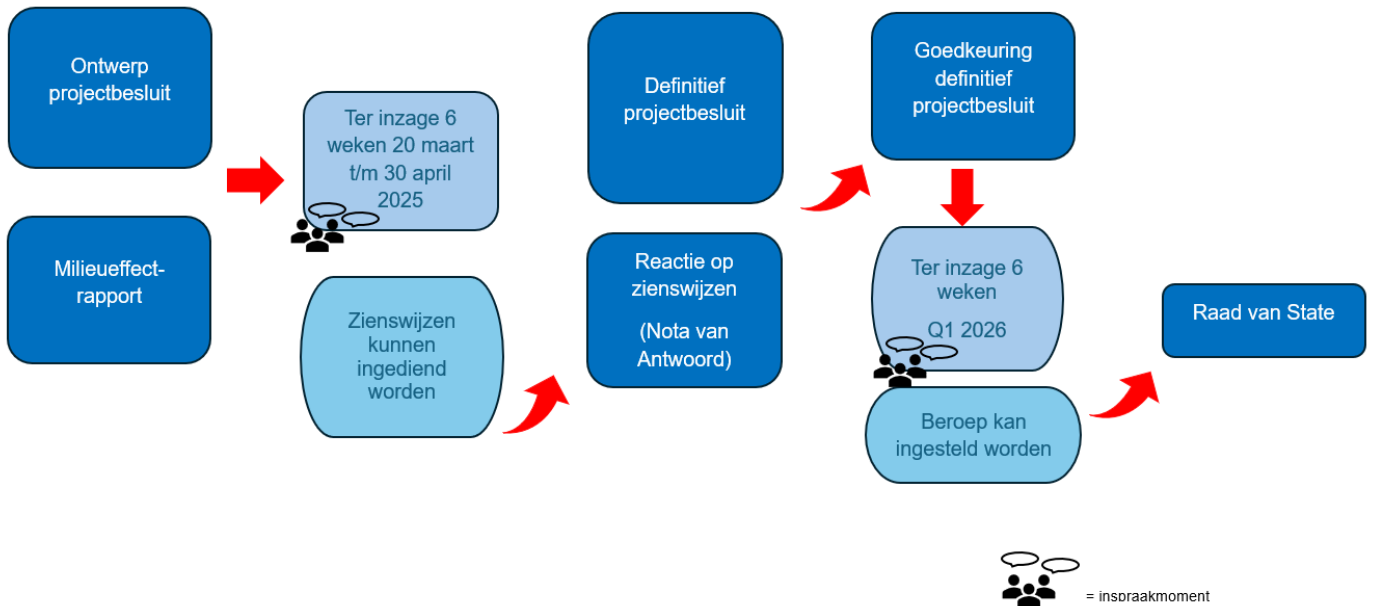 Ontwerp
projectbesluit
Milieueffect-
rapport
Ter inzage 6
weken 20 maart
t/m 30 april
2025
Zienswijzen
kunnen
ingediend
worden
Definitief
projectbesluit
Reactie op
zienswijzen
(Nota van
Antwoord)
Goedkeuring
definitief
projectbesluit
Ter inzage 6
weken
Q1 2026
Beroep kan
ingesteld worden
Raad van State
= inspraakmoment